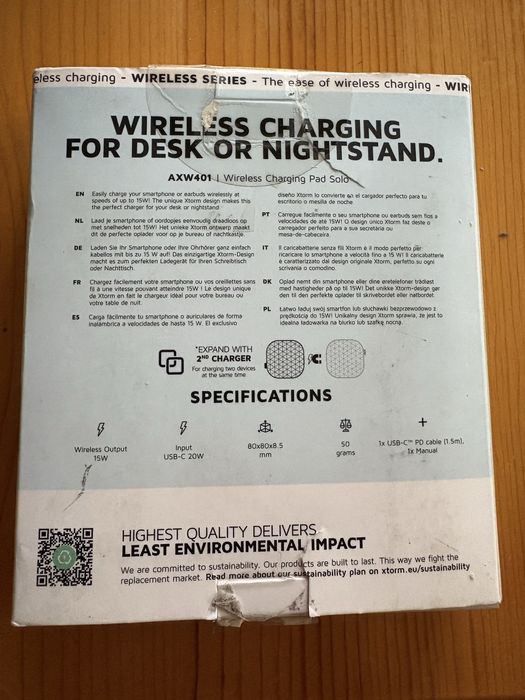 eless charging - WIRELESS SERIES - The ease of wireless charging - WIR
WIRELESS CHARGING
FOR DESK OR NIGHTSTAND.
AXW401 | Wireless Charging Pad Solo
EN Easily charge your smartphone or earbuds wirelessly at
speeds of up to 15W! The unique Xtorm design makes this
the perfect charger for your desk or nightstand
NL Laad je smartphone of oordopjes eenvoudig draadloos op
met snelheden tot 15W! Het unieke Xtorm ontwerp maakt
dit de perfecte oplader voor op je bureau of nachtkastje.
DE Laden Sie Ihr Smartphone oder Ihre Ohrhörer ganz einfach
kabellos mit bis zu 15 W auf! Das einzigartige Xtorm-Design
macht es zum perfekten Ladegerät für Ihren Schreibtisch
oder Nachttisch.
FR Chargez facilement votre smartphone ou vos oreillettes sans
fil à une vitesse pouvant atteindre 15W ! Le design unique
de Xtorm en fait le chargeur idéal pour votre bureau ou
votre table de nuit.
ES Carga fácilmente tu smartphone o auriculares de forma
inalámbrica a velocidades de hasta 15 W. El exclusivo
diseño Xtorm lo convierte en el cargador perfecto para tu
escritorio o mesilla de noche.
PT Carregue facilmente o seu smartphone ou earbuds sem fios a
velocidades de até 15W! O design único Xtorm faz deste o
carregador perfeito para a sua secretária ou
mesa-de-cabeceira.
IT Il caricabatterie senza fili Xtorm è il modo perfetto per
ricaricare lo smartphone a velocità fino a 15 W! Il caricabatterie
è caratterizzato dal design originale Xtorm, perfetto su ogni
scrivania o comodino.
DK Oplad nemt din smartphone eller dine øretelefoner trådløst
med hastigheder på op til 15W! Det unikke Xtorm-design gør
den til den perfekte oplader til skrivebordet eller natbordet.
PL Łatwo ładuj swój smartfon lub słuchawki bezprzewodowo z
prędkością do 15W! Unikalny design Xtorm sprawia, że jest to
idealna ładowarka na biurko lub szafkę nocną.
*EXPAND WITH
2ND CHARGER
For charging two devices
at the same time
SPECIFICATIONS
Wireless Output
15W
Input
USB-C 20W
80x80x8.5
mm
50
grams
1x USB-C™ PD cable (1.5m),
1x Manual
HIGHEST QUALITY DELIVERS
LEAST ENVIRONMENTAL IMPACT
We are committed to sustainability. Our products are built to last. This way we fight the
replacement market. Read more about our sustainability plan on xtorm.eu/sustainability